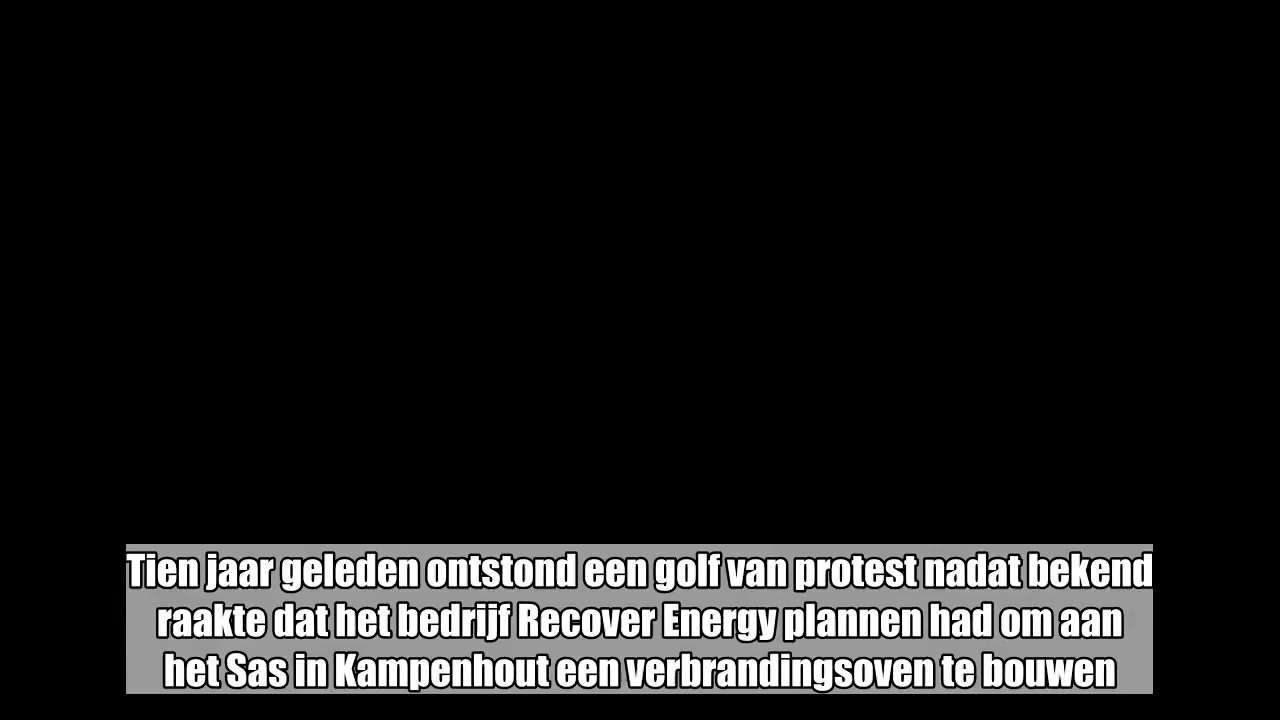 Tien jaar geleden ontstond een golf van protest nadat bekend
raakte dat het bedrijf Recover Energy plannen had om aan
het Sas in Kampenhout een verbrandingsoven te bouwen